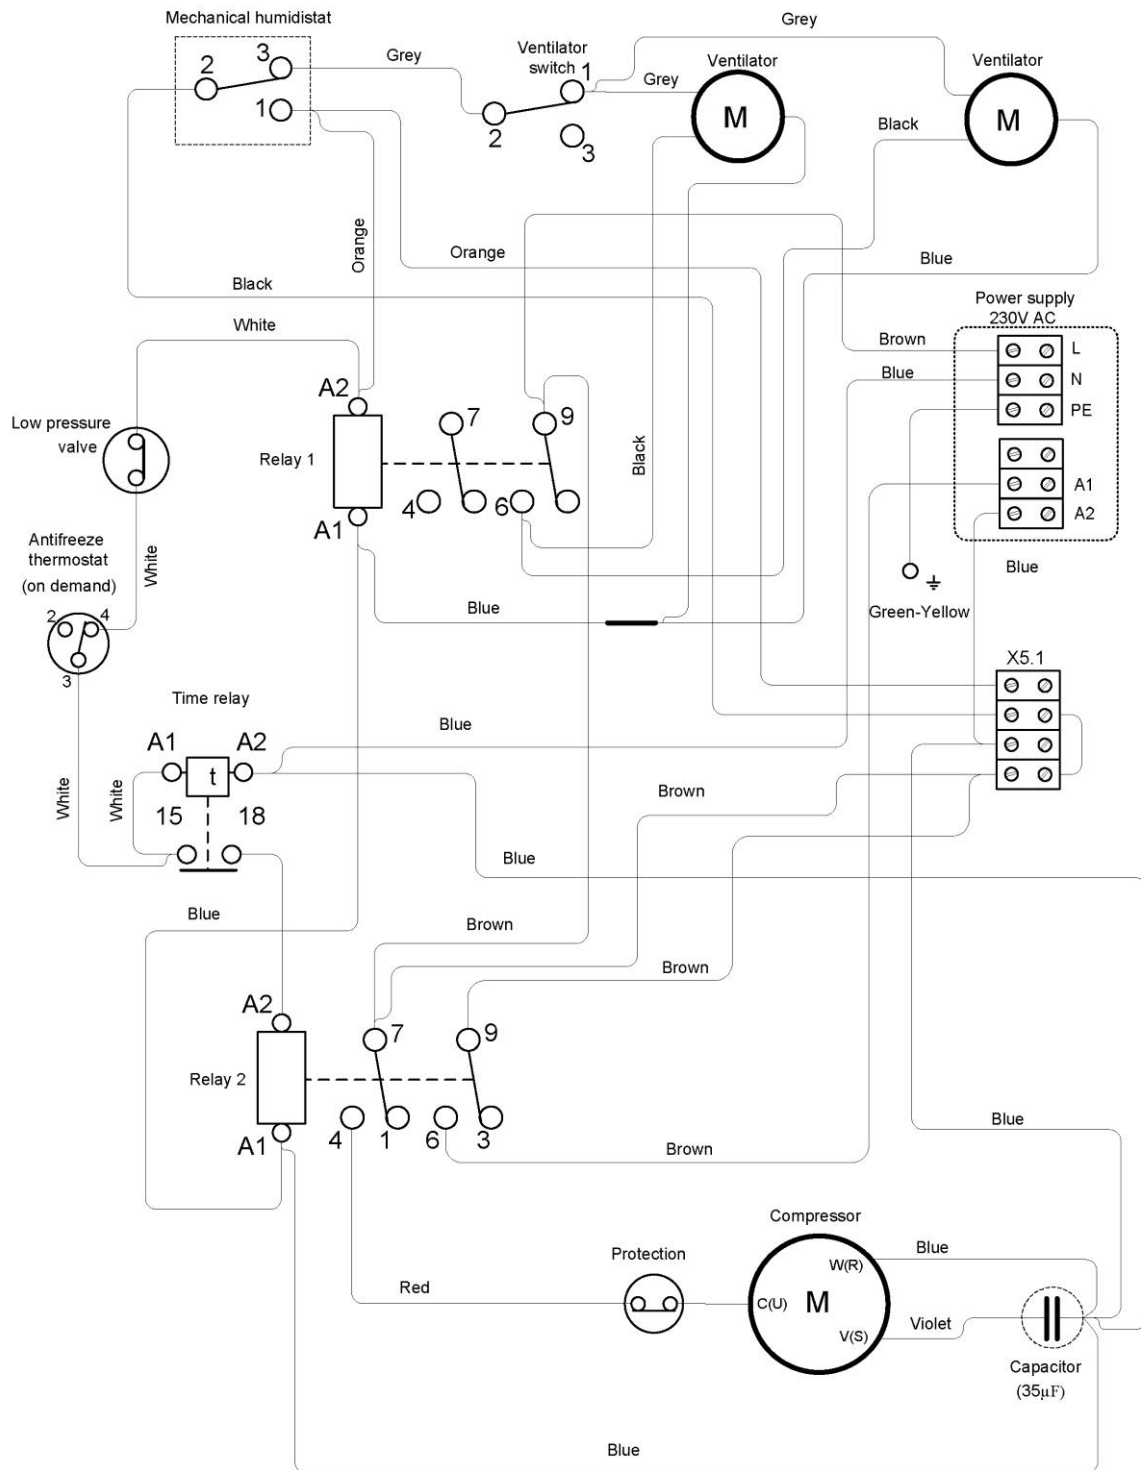 Mechanical humidistat
Grey
Ventilator
switch
Grey
Ventilator
Ventilator
2
3
1
Grey
1
2
3
M
M
Black
Orange
Orange
Blue
Black
White
Power supply
230V AC
Brown
L
Blue
N
PE
A1
A2
A2
7
9
Low pressure
valve
Relay 1
4
6
A1
Black
Antifreeze
thermostat
(on demand)
White
Blue
Green-Yellow
2
4
3
Blue
X5.1
Time relay
Blue
A1
A2
t
15
18
White
White
Brown
Blue
Blue
Brown
Brown
A2
7
9
Relay 2
4
1
6
3
A1
Brown
Blue
Compressor
Protection
W(R)
Blue
Red
C(U)
M
V(S)
Violet
Capacitor
(35µF)
Blue